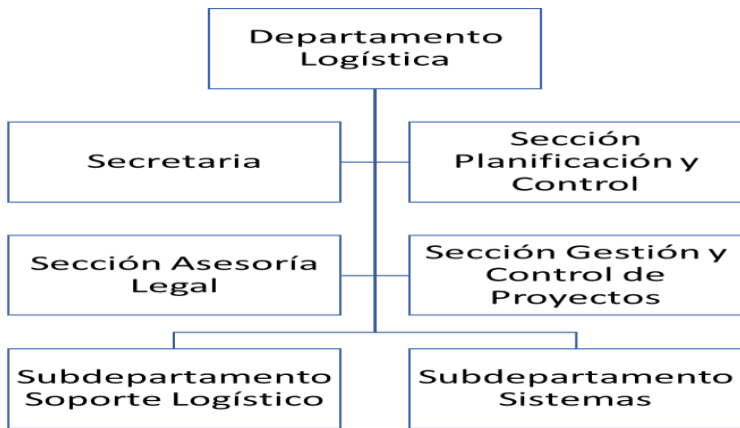 Departamento
Logística
Secretaria
Sección
Planificación y
Control
Sección Asesoría
Legal
Sección Gestión y
Control de
Proyectos
Subdepartamento
Soporte Logístico
Subdepartamento
Sistemas